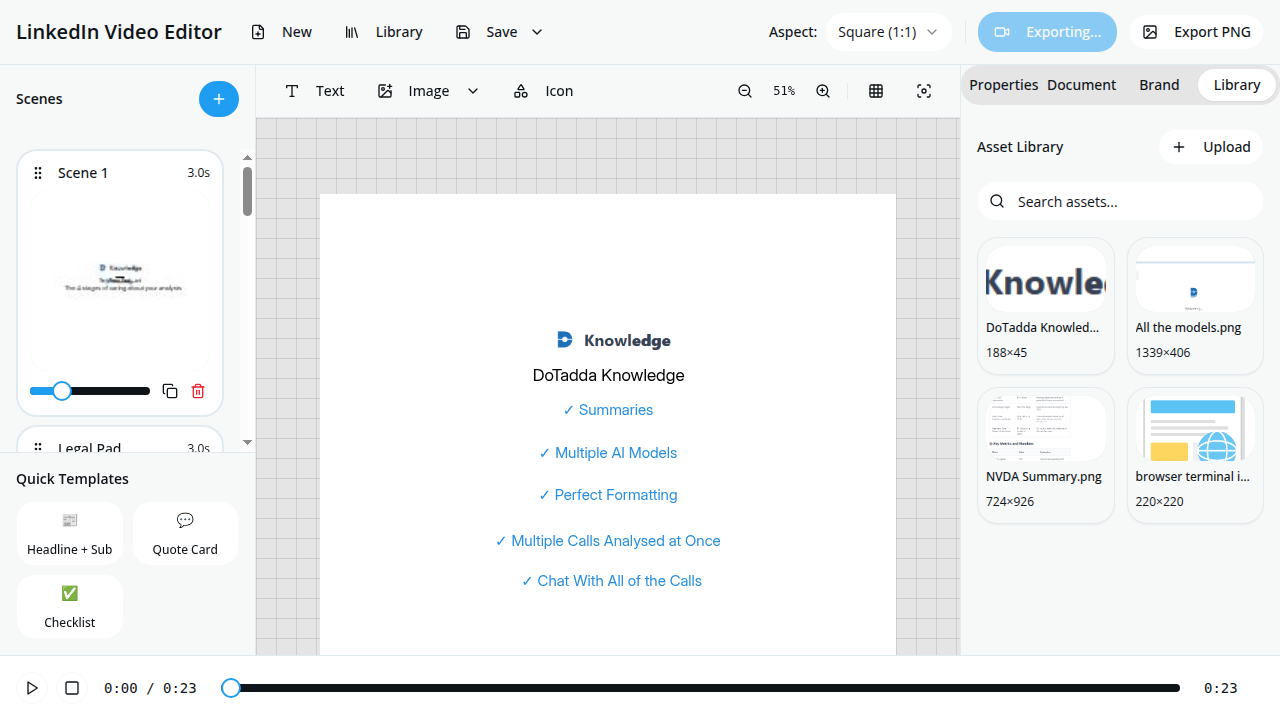 LinkedIn Video Editor
New
Library
Save
Aspect:
Square (1:1)
Exporting...
Export PNG
Scenes
Text
Image
Icon
51%
Properties
Document
Brand
Library
Scene 1
3.0s
Knowledge
The 4 stages of caring about your analysis
Legal Pad
3.0s
Quick Templates
Headline + Sub
Quote Card
Checklist
Knowledge
DoTadda Knowledge
✓ Summaries
✓ Multiple AI Models
✓ Perfect Formatting
✓ Multiple Calls Analysed at Once
✓ Chat With All of the Calls
Asset Library
Upload
Search assets...
Knowle
DoTadda Knowled...
188×45
All the models.png
1339×406
NVDA Summary.png
724×926
browser terminal i...
220×220
0:00 / 0:23
0:23